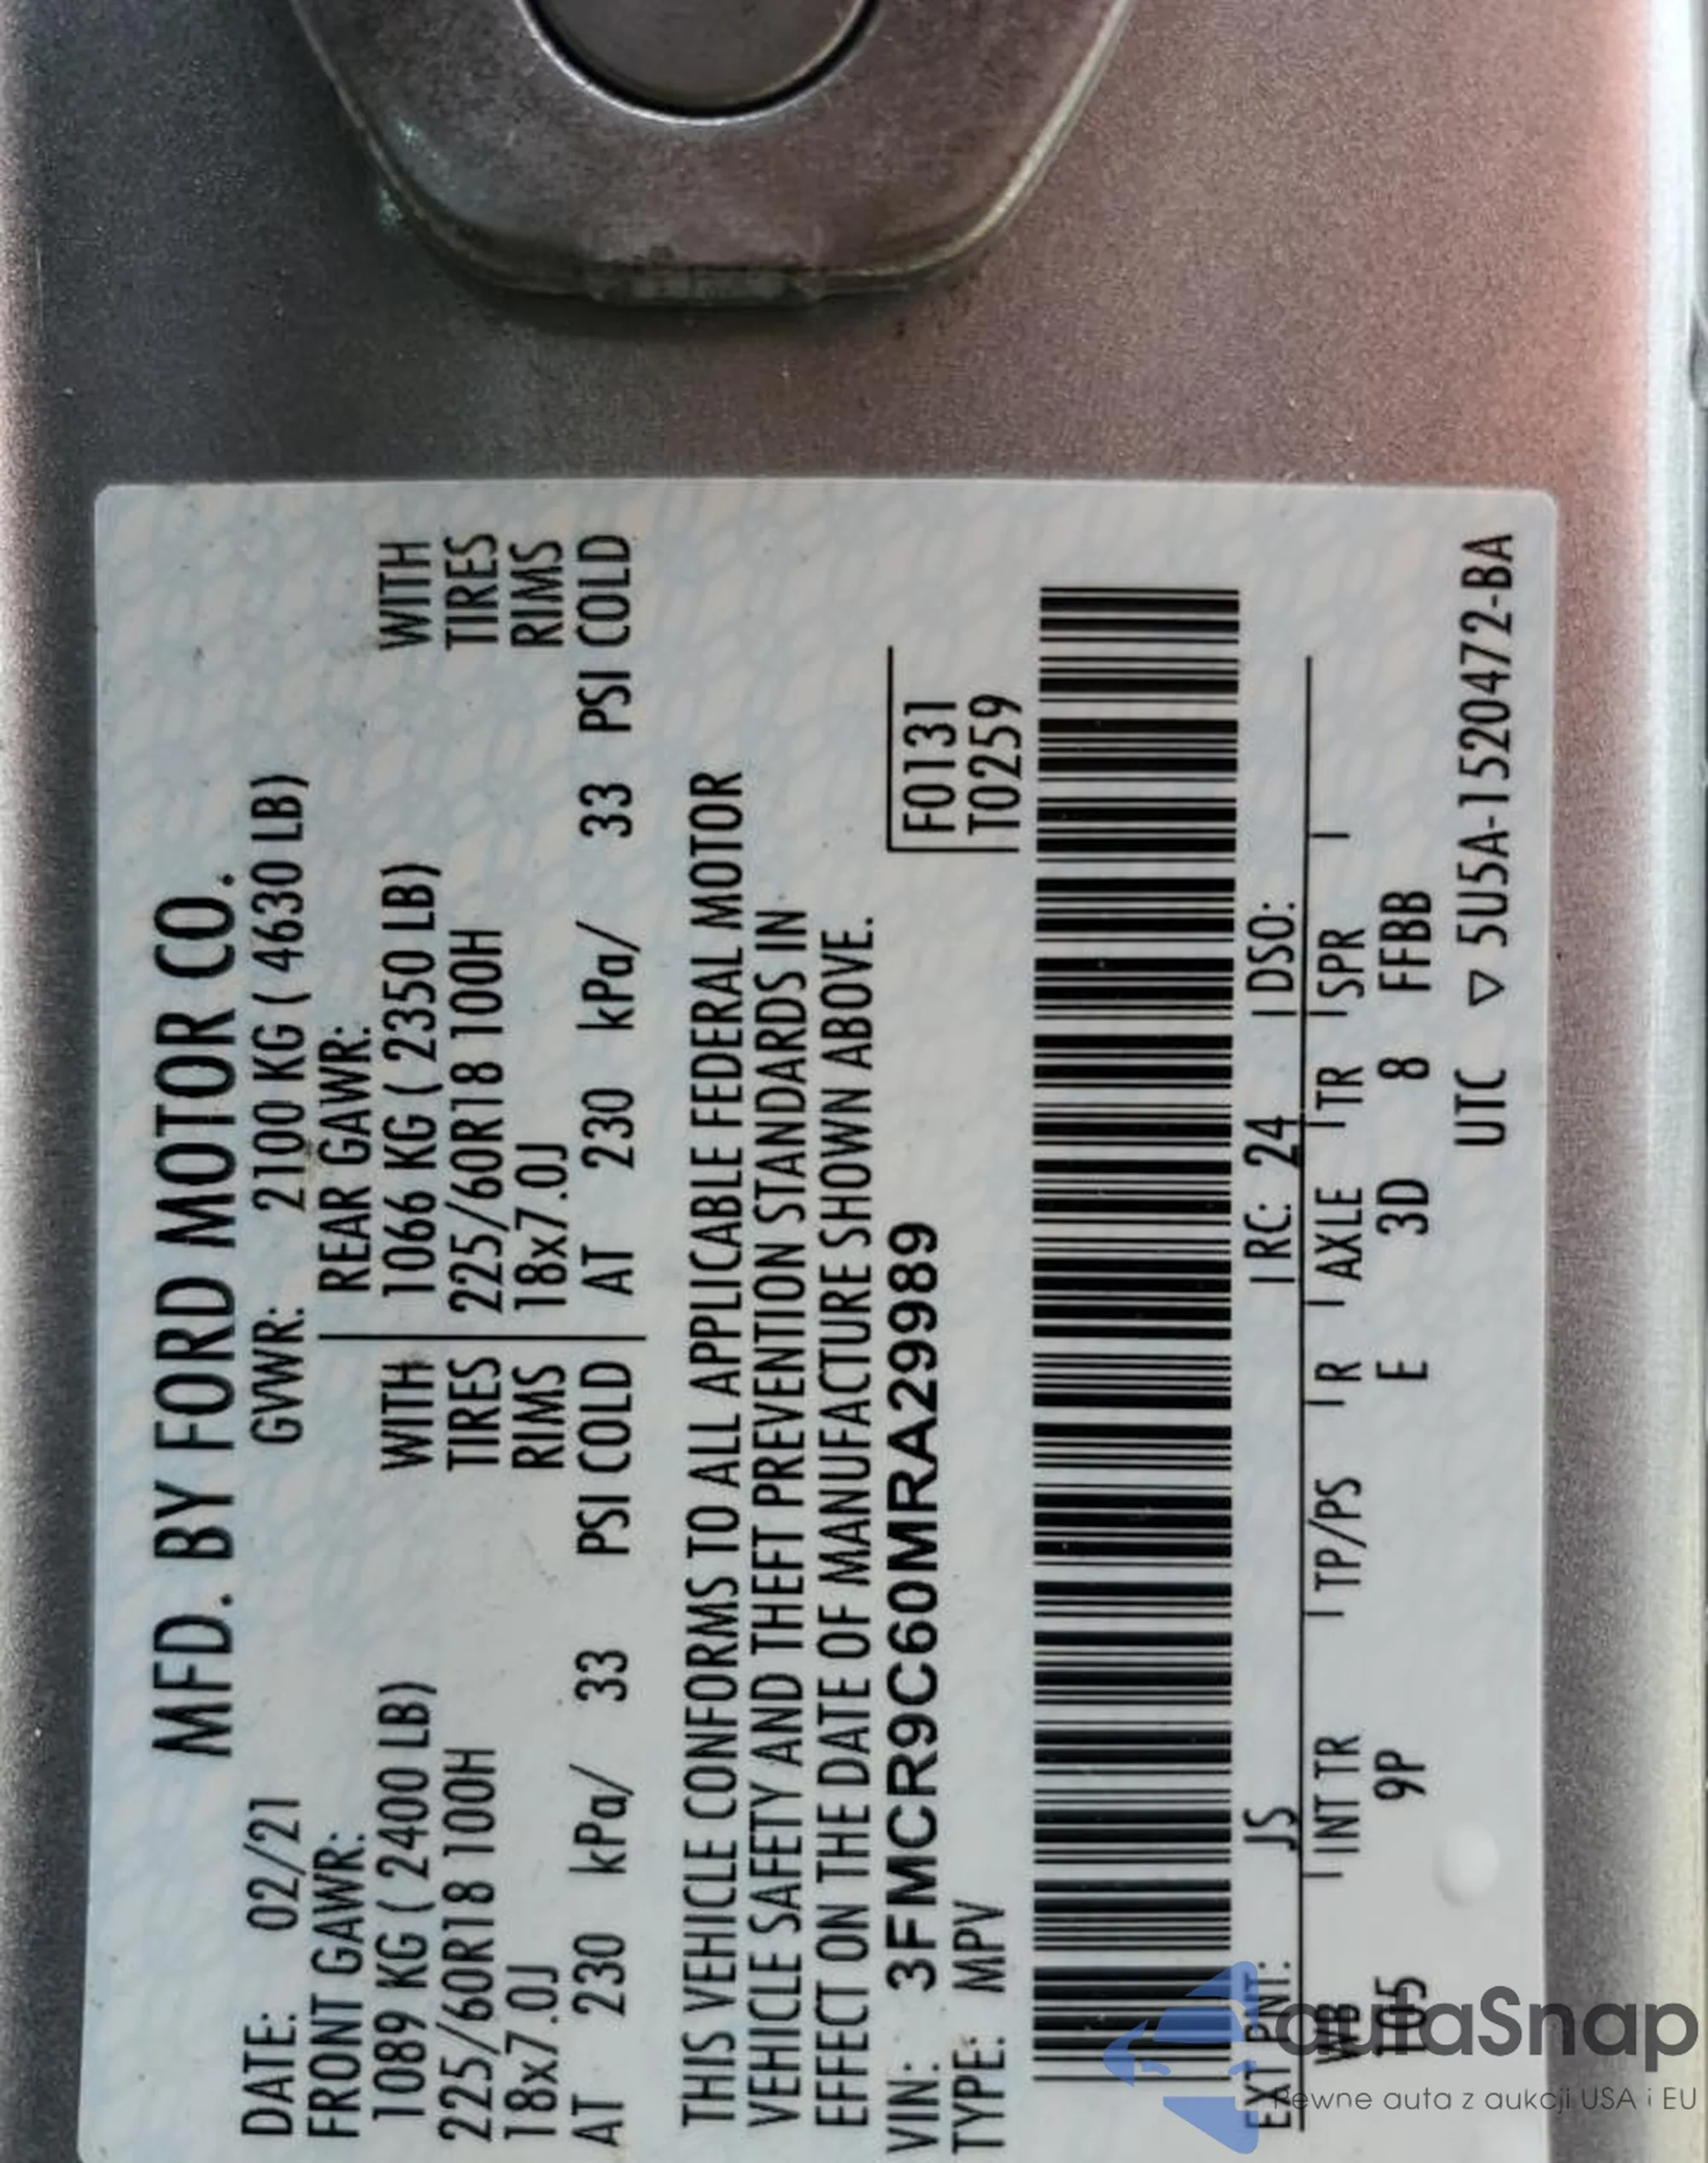 MFD. BY FORD MOTOR CO.
DATE: 02/21 GVWR: 2100 KG ( 4630 LB)
FRONT GAWR: REAR GAWR:
1089 KG ( 2400 LB) WITH 1066 KG ( 2350 LB) WITH
225/60R18 100H TIRES 225/60R18 100H TIRES
18x7.0J RIMS 18x7.0J RIMS
AT 230 kPa/ 33 PSI COLD AT 230 kPa/ 33 PSI COLD
THIS VEHICLE CONFORMS TO ALL APPLICABLE FEDERAL MOTOR
VEHICLE SAFETY AND THEFT PREVENTION STANDARDS IN
EFFECT ON THE DATE OF MANUFACTURE SHOWN ABOVE.
VIN: 3FMCR9C60MRA29989 F0131
TYPE: MPV T0259
EXT PNT: JS RC: 24 DSO:
WB INT TR TP/PS R AXLE TR SPR
105 9P E 3D 8 FFBB
UTC ▽ 5U5A-1520472-BA
autaSnap
Pewne auta z aukcji USA i EU